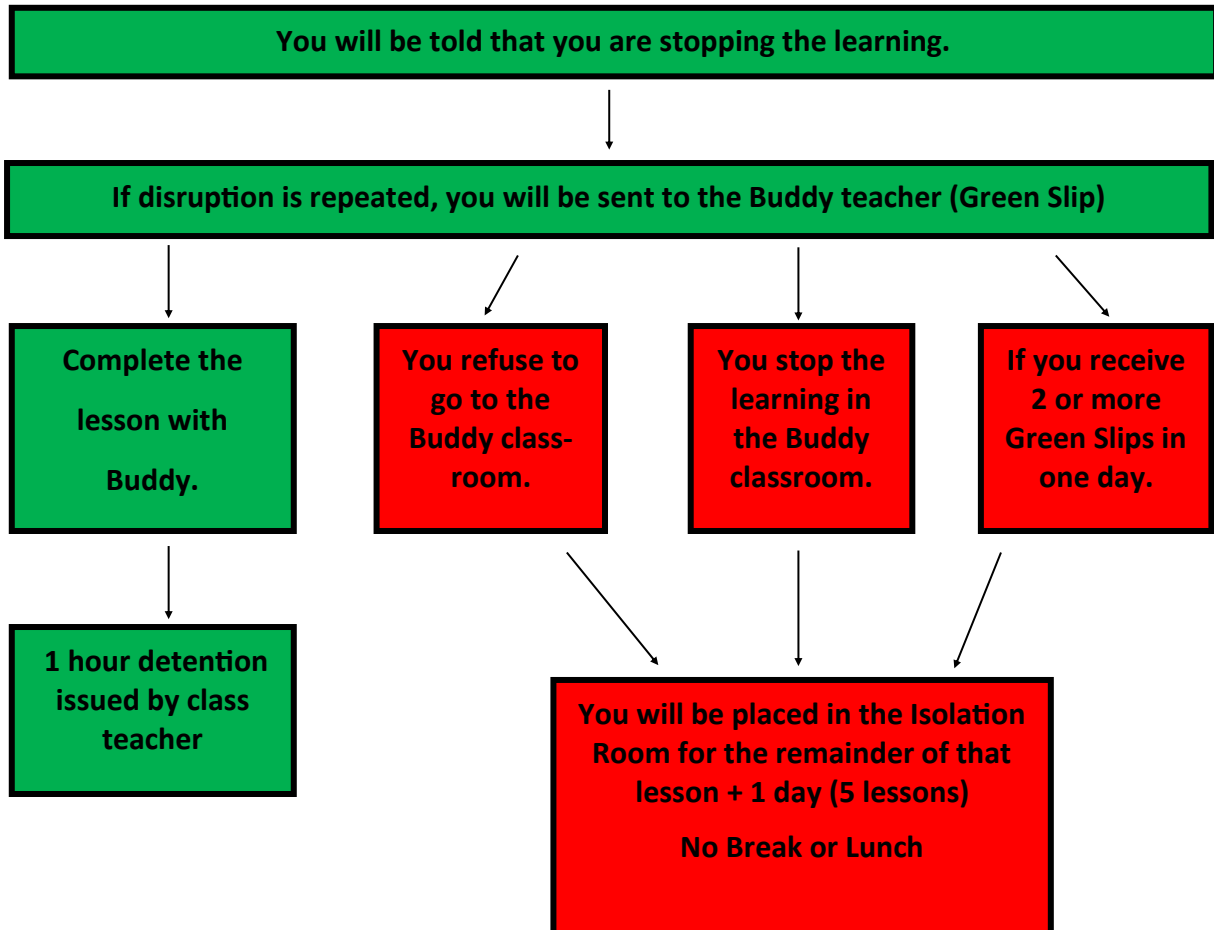 You will be told that you are stopping the learning.
If disruption is repeated, you will be sent to the Buddy teacher (Green Slip)
Complete the
lesson with
Buddy.
You refuse to
go to the
Buddy class-
room.
You stop the
learning in
the Buddy
classroom.
If you receive
2 or more
Green Slips in
one day.
1 hour detention
issued by class
teacher
You will be placed in the Isolation
Room for the remainder of that
lesson + 1 day (5 lessons)
No Break or Lunch